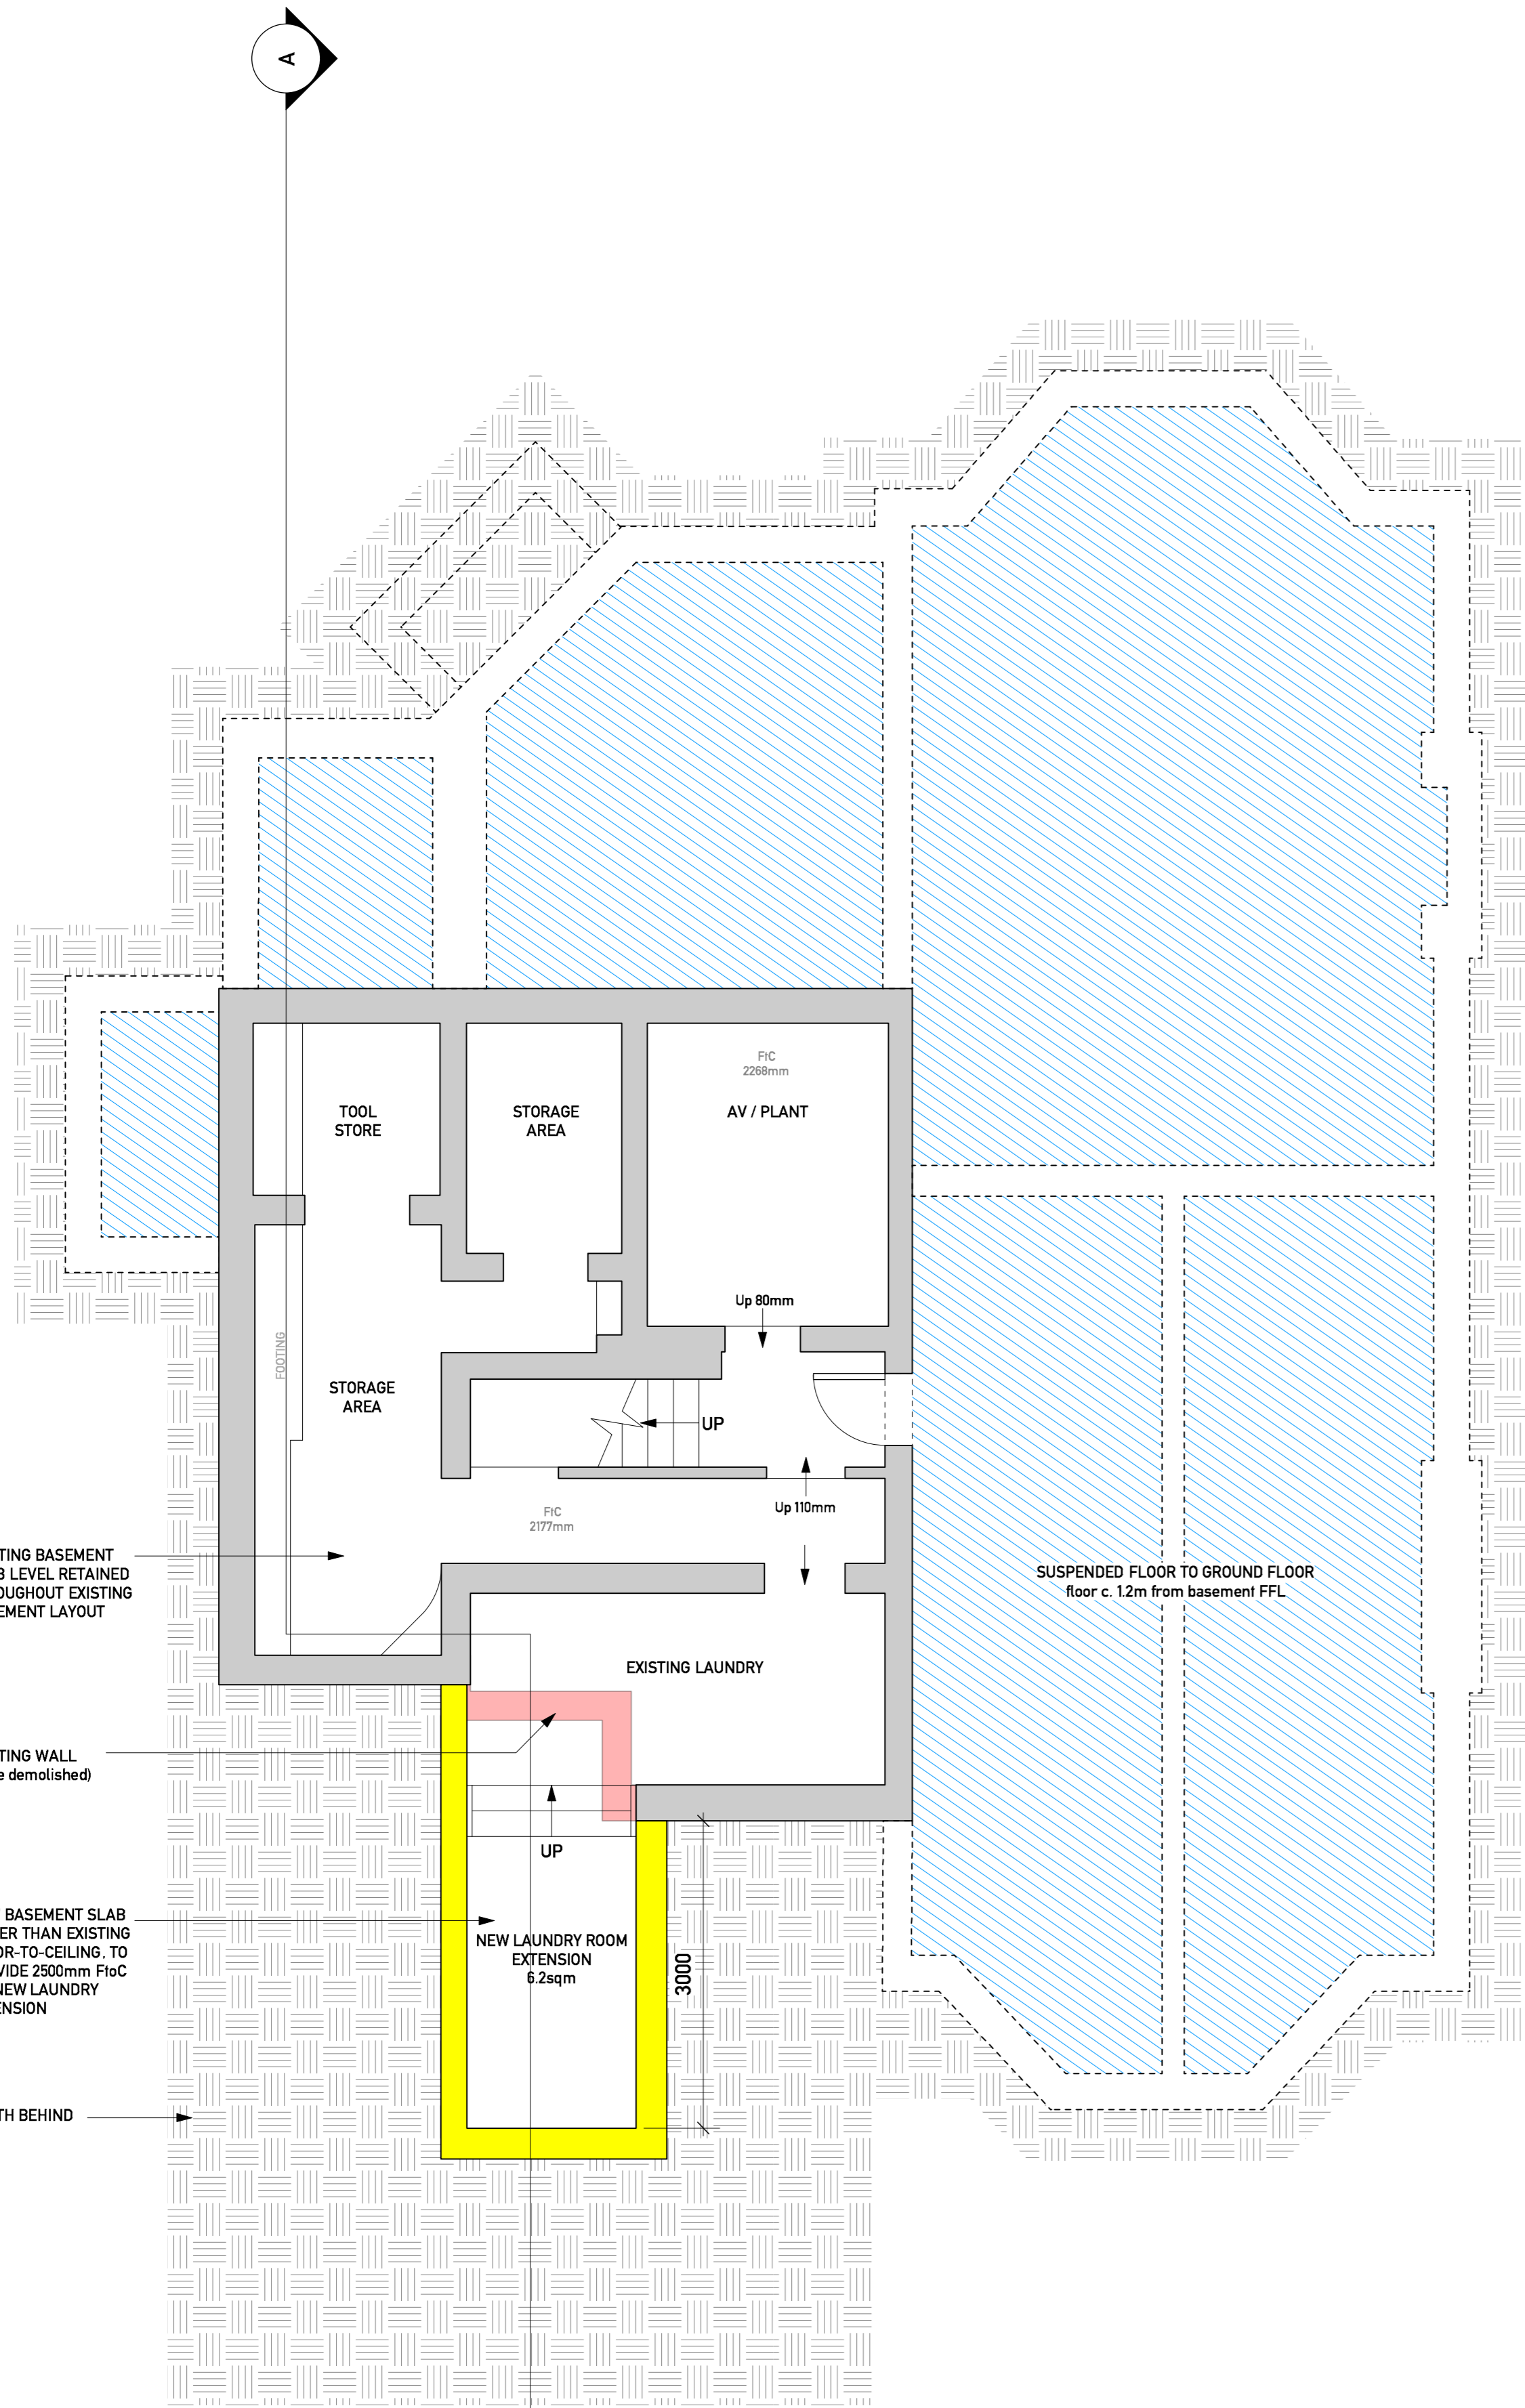 A
FtC
2268mm
TOOL
STORE
STORAGE
AREA
AV / PLANT
Up 80mm
FOOTING
STORAGE
AREA
UP
FtC
2177mm
Up 110mm
TING BASEMENT
B LEVEL RETAINED
OUGHOUT EXISTING
EMENT LAYOUT
SUSPENDED FLOOR TO GROUND FLOOR
floor c. 1.2m from basement FFL
EXISTING LAUNDRY
TING WALL
e demolished)
UP
BASEMENT SLAB
ER THAN EXISTING
OR-TO-CEILING, TO
VIDE 2500mm FtoC
NEW LAUNDRY
ENSION
NEW LAUNDRY ROOM
EXTENSION
6.2sqm
3000
TH BEHIND